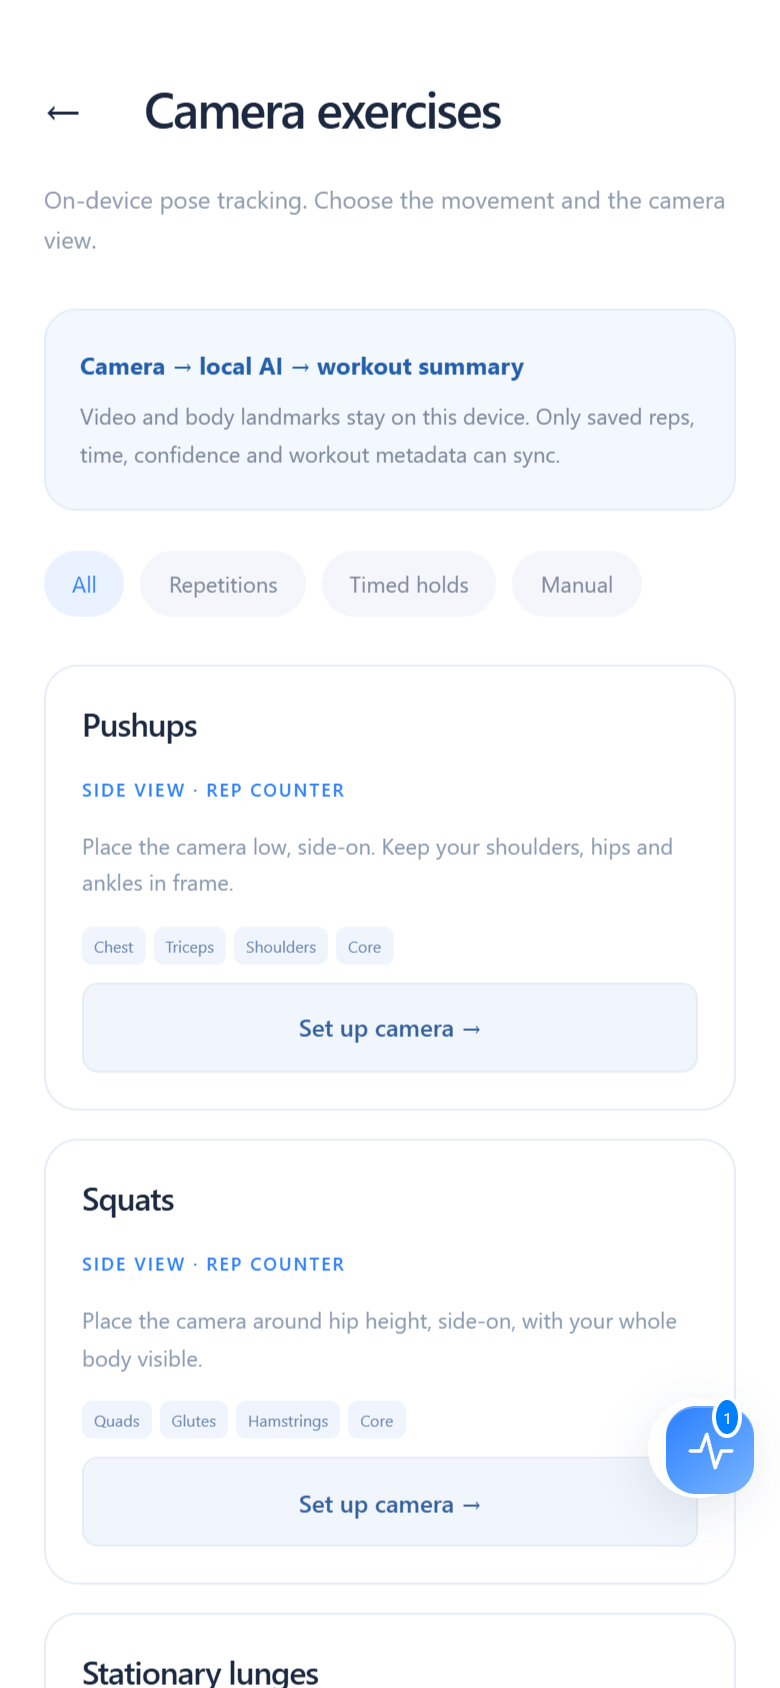 ← Camera exercises
On-device pose tracking. Choose the movement and the camera
view.
Camera → local AI → workout summary
Video and body landmarks stay on this device. Only saved reps,
time, confidence and workout metadata can sync.
All Repetitions Timed holds Manual
Pushups
SIDE VIEW · REP COUNTER
Place the camera low, side-on. Keep your shoulders, hips and
ankles in frame.
Chest Triceps Shoulders Core
Set up camera →
Squats
SIDE VIEW · REP COUNTER
Place the camera around hip height, side-on, with your whole
body visible.
Quads Glutes Hamstrings Core
1
Set up camera →
Stationary lunges